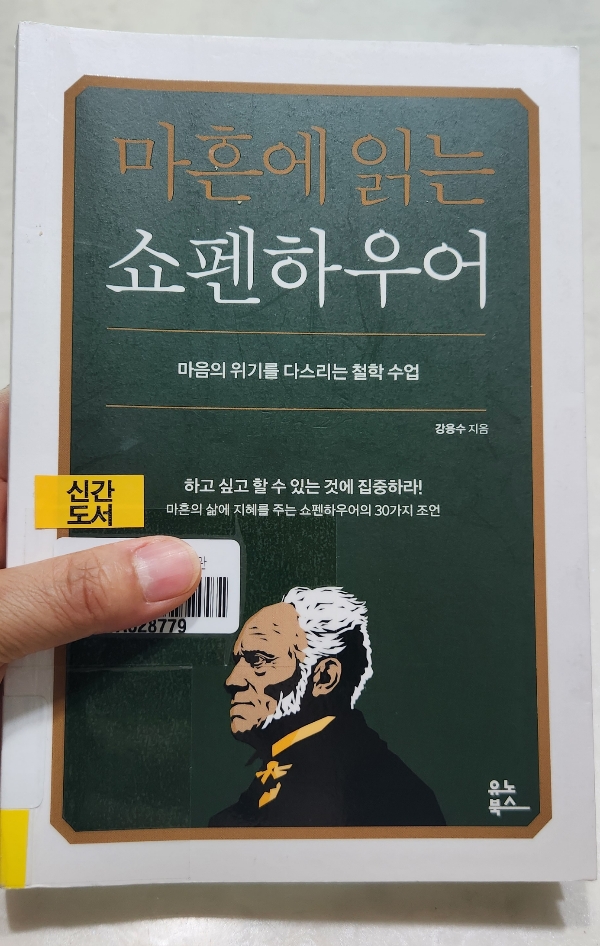 마흔에 읽는
쇼펜하우어
마음의 위기를 다스리는 철학 수업
강용수 지음
하고 싶고 할 수 있는 것에 집중하라!
마흔의 삶에 지혜를 주는 쇼펜하우어의 30가지 조언
신간
도서
28779
유노
북스